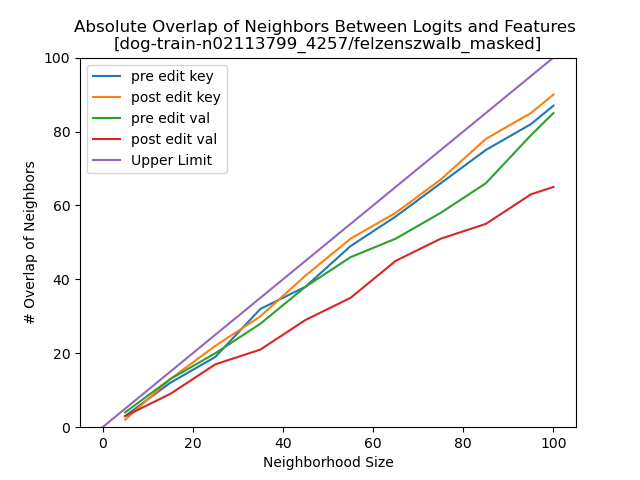 Absolute Overlap of Neighbors Between Logits and Features
[dog-train-n02113799_4257/felzenszwalb_masked]
pre edit key
post edit key
pre edit val
post edit val
Upper Limit
# Overlap of Neighbors
100
80
60
40
20
0
0 20 40 60 80 100
Neighborhood Size